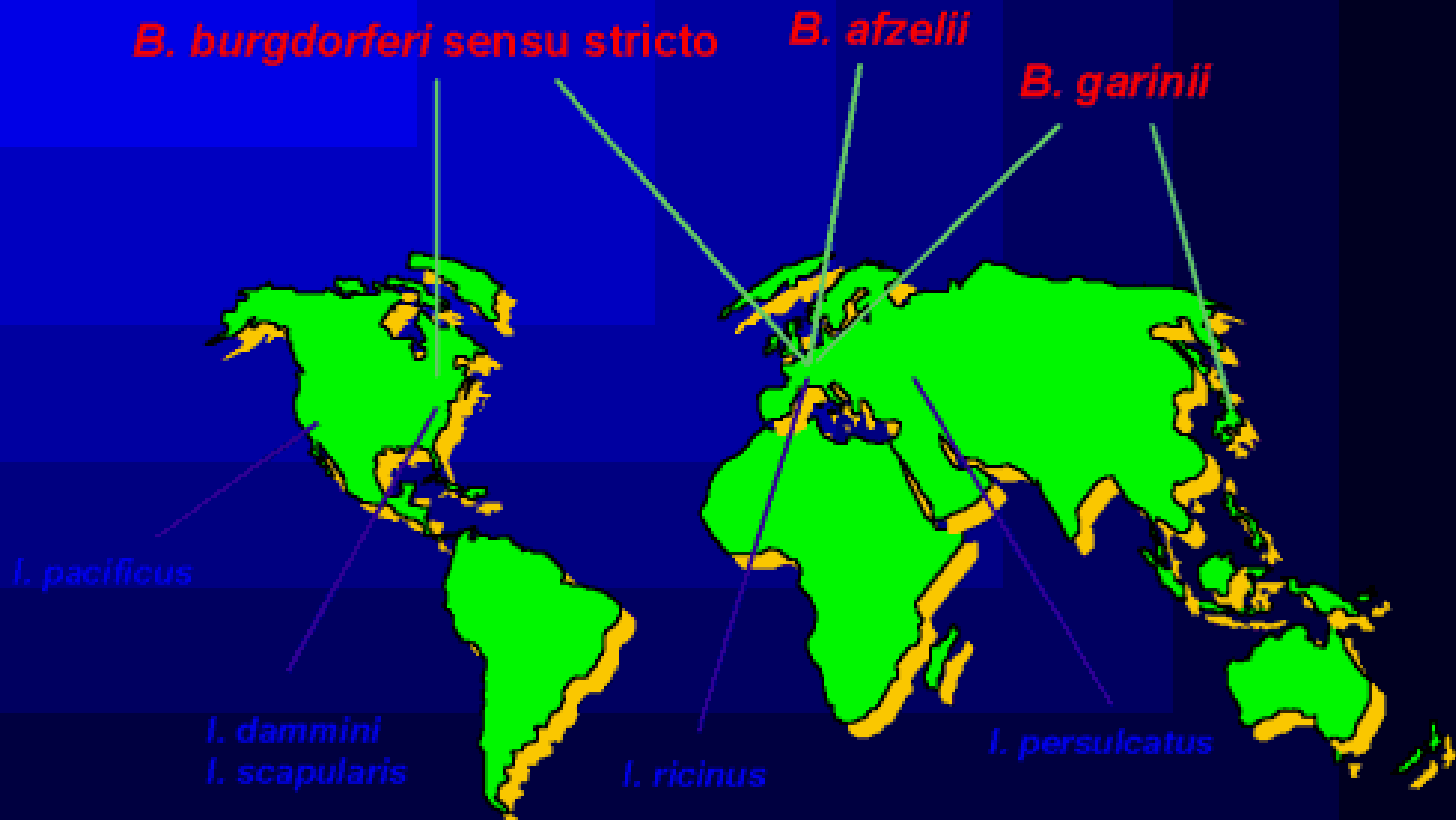 B. burgdorferi sensu stricto
B. afzelii
B. garinii
I. pacificus
I. dammini
I. scapularis
I. ricinus
I. persulcatus